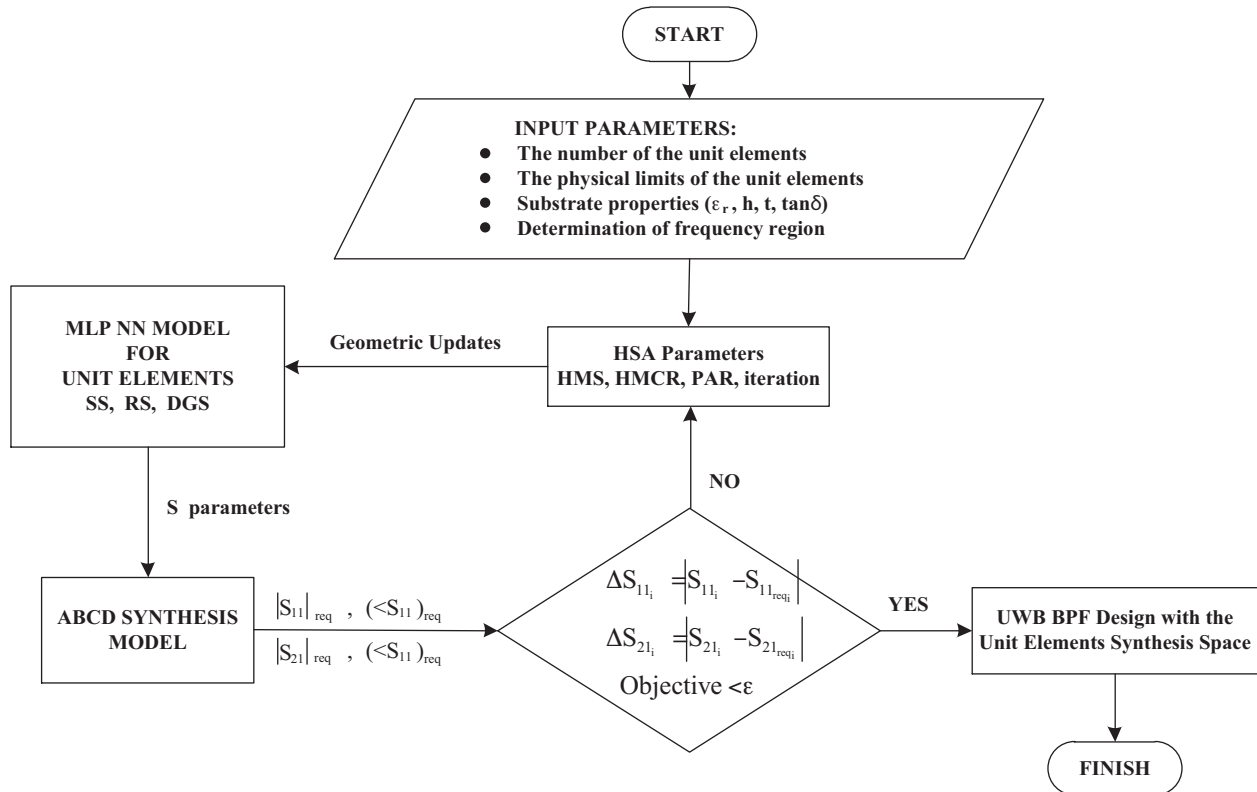 START
INPUT PARAMETERS:
● The number of the unit elements
● The physical limits of the unit elements
● Substrate properties (εr, h, t, tanδ)
● Determination of frequency region
MLP NN MODEL
FOR
UNIT ELEMENTS
SS, RS, DGS
Geometric Updates
HSA Parameters
HMS, HMCR, PAR, iteration
NO
S parameters
ABCD SYNTHESIS
MODEL
|S11| req , (<S11)req
|S21| req , (<S11)req
ΔS11i =|S11i −S11reqi|
ΔS21i =|S21i −S21reqi|
Objective <ε
YES
UWB BPF Design with the
Unit Elements Synthesis Space
FINISH